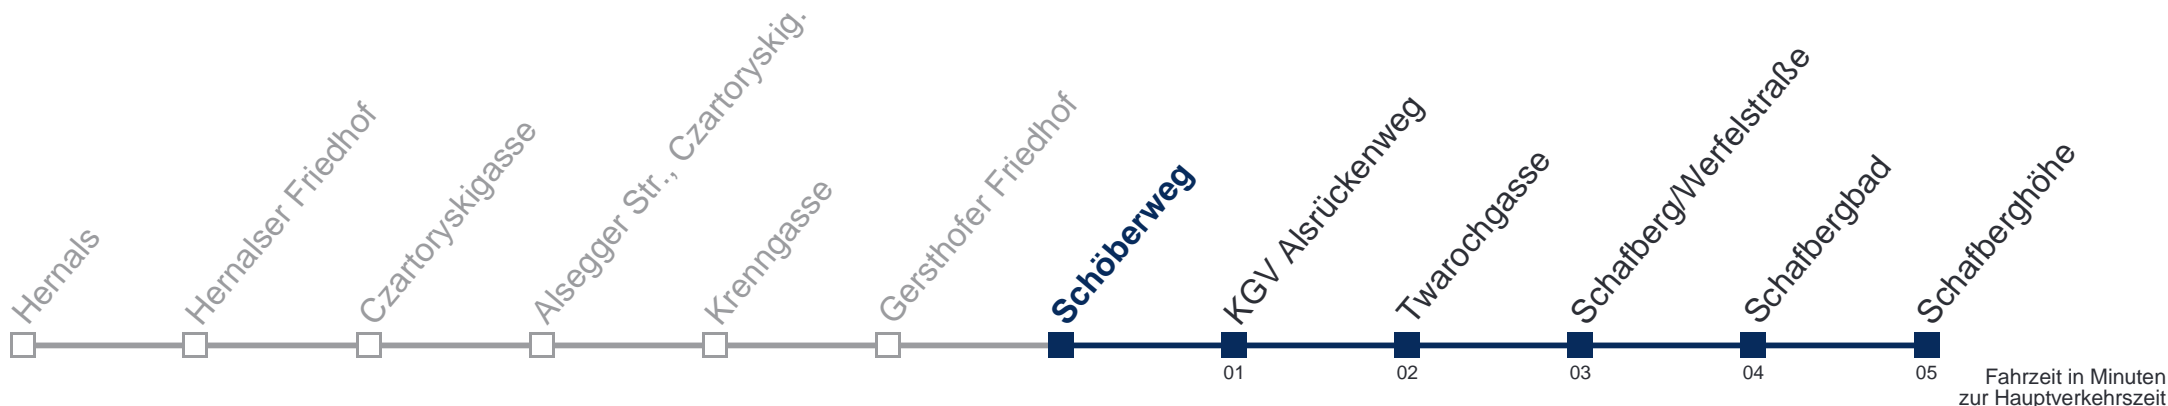 Hernals
Hernalser Friedhof
Czartoryskigasse
Alsegger Str., Czartoryskig.
Krenngasse
Gersthofer Friedhof
Schöberweg
KGV Alsrückenweg
Twarochgasse
Schafberg/Werfelstraße
Schafbergbad
Schafberghöhe
01
02
03
04
05
Fahrzeit in Minuten
zur Hauptverkehrszeit